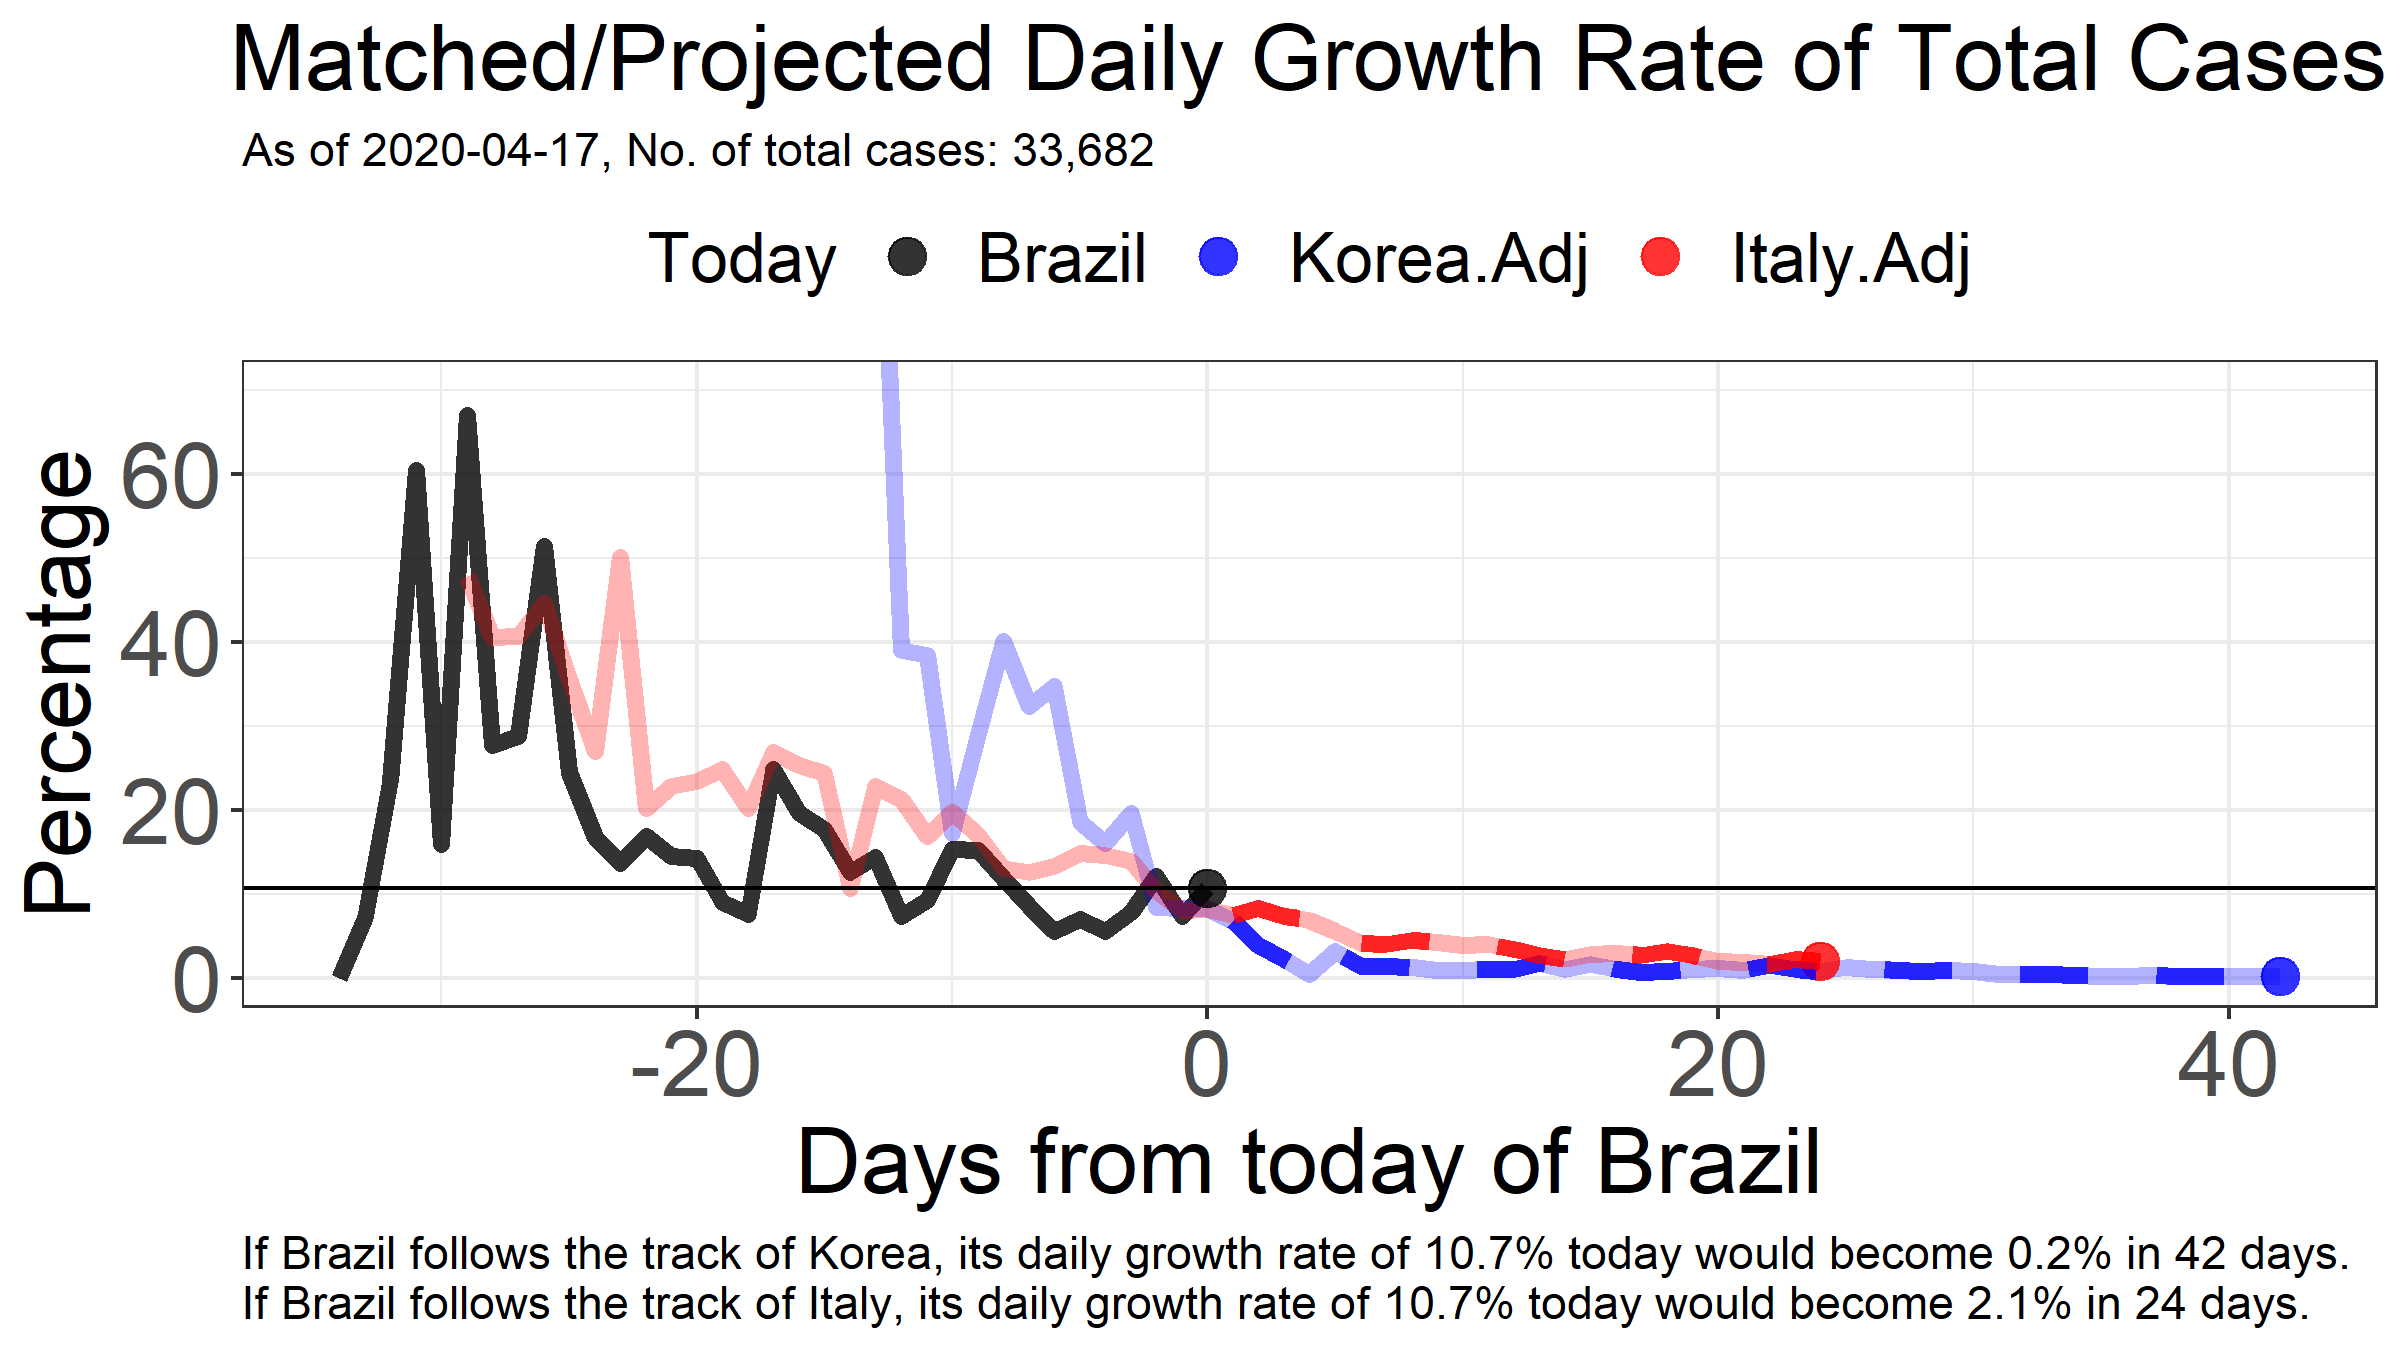 Matched/Projected Daily Growth Rate of Total Cases
As of 2020-04-17, No. of total cases: 33,682
Today Brazil Korea.Adj Italy.Adj
Percentage
60
40
20
0
-20 0 20 40
Days from today of Brazil
If Brazil follows the track of Korea, its daily growth rate of 10.7% today would become 0.2% in 42 days.
If Brazil follows the track of Italy, its daily growth rate of 10.7% today would become 2.1% in 24 days.